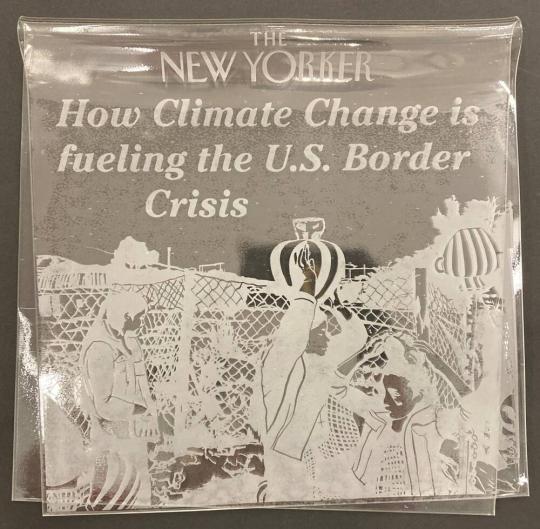 THE
NEW YORKER
How Climate Change is
fueling the U.S. Border
Crisis